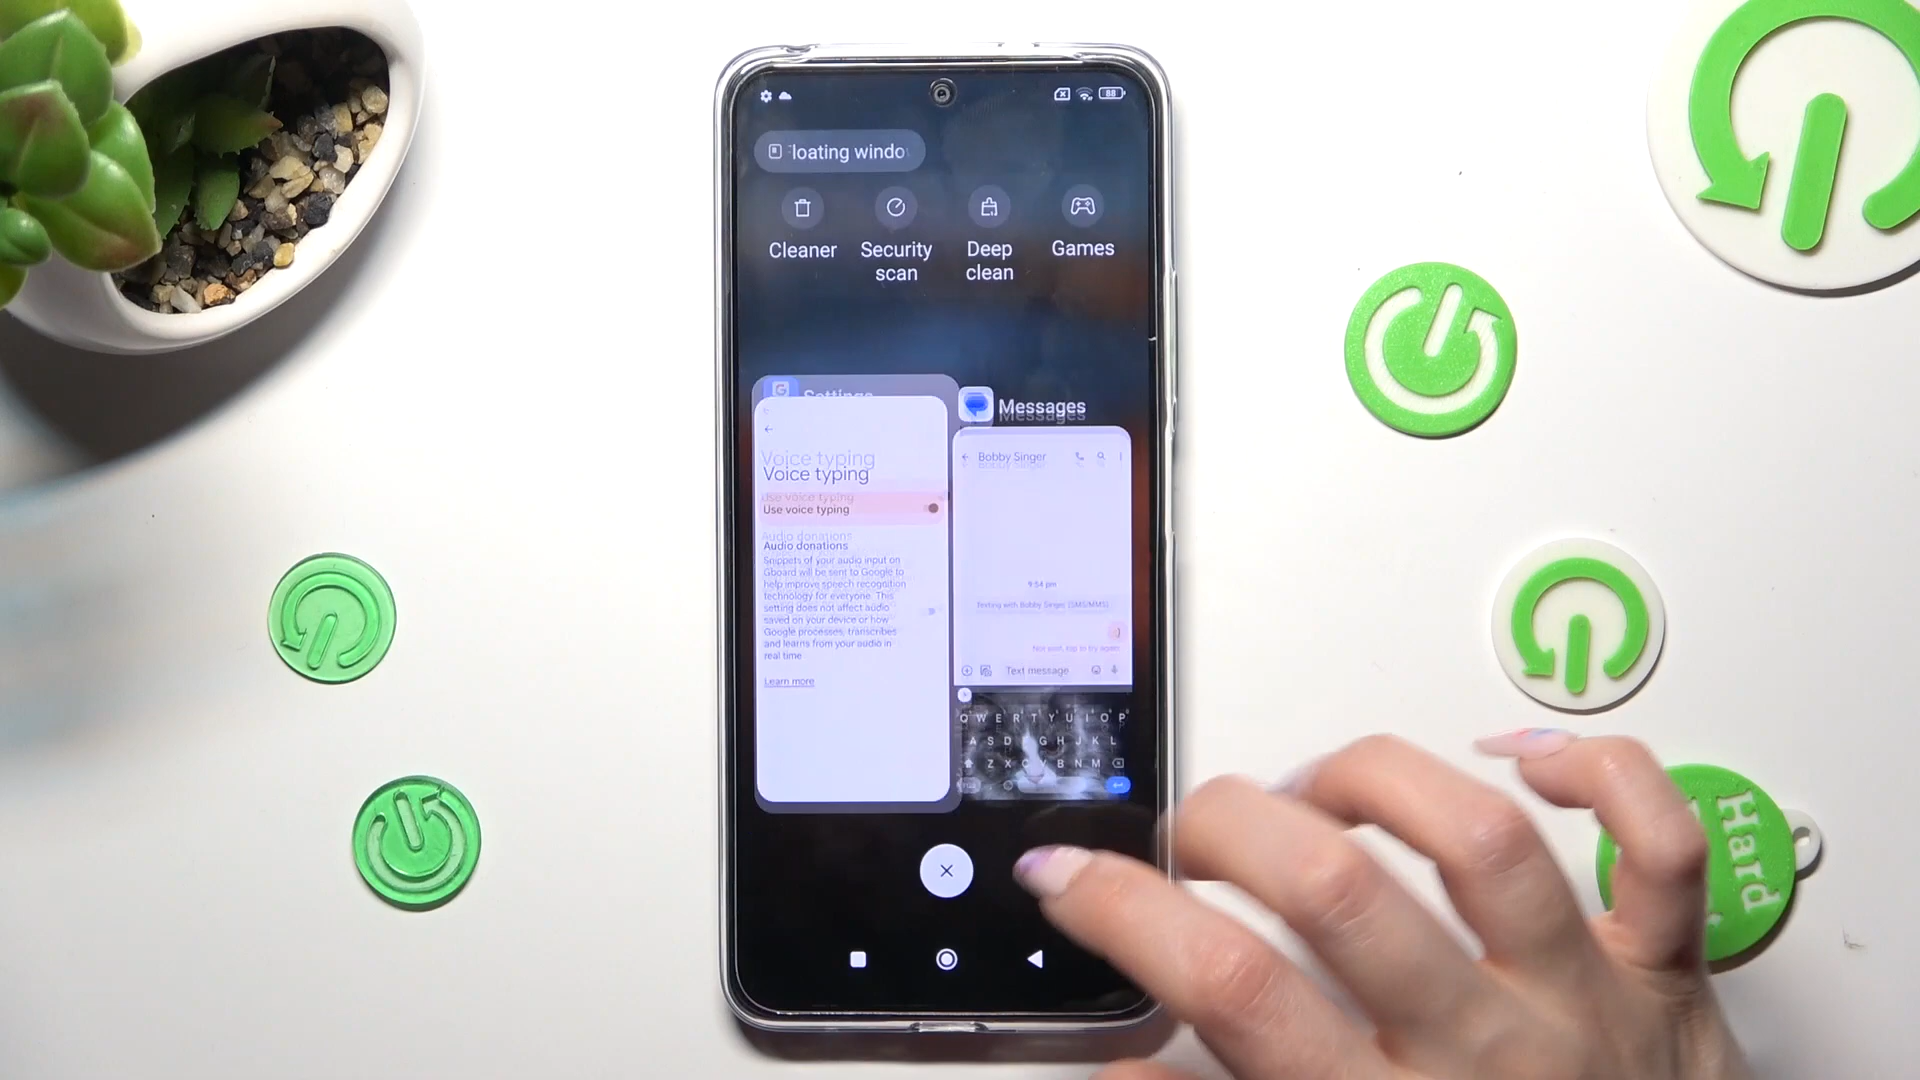 88
loating windo
Cleaner
Security scan
Deep clean
Games
Settings
Voice typing
Voice typing
Use voice typing
Use voice typing
Audio donations
Audio donations
Snippets of your audio input on
Gboard will be sent to Google to
help improve speech recognition
technology for everyone. This
setting does not affect audio
saved on your device or how
Google processes, transcribes
and learns from your audio in
real time
Learn more
Messages
Messages
Bobby Singer
9:54 pm
Texting with Bobby Singer (SMS/MMS)
:)
Not sent, tap to try again
Text message
Q W E R T Y U I O P
A S D G H J K L
Z X C V B N M
Hard